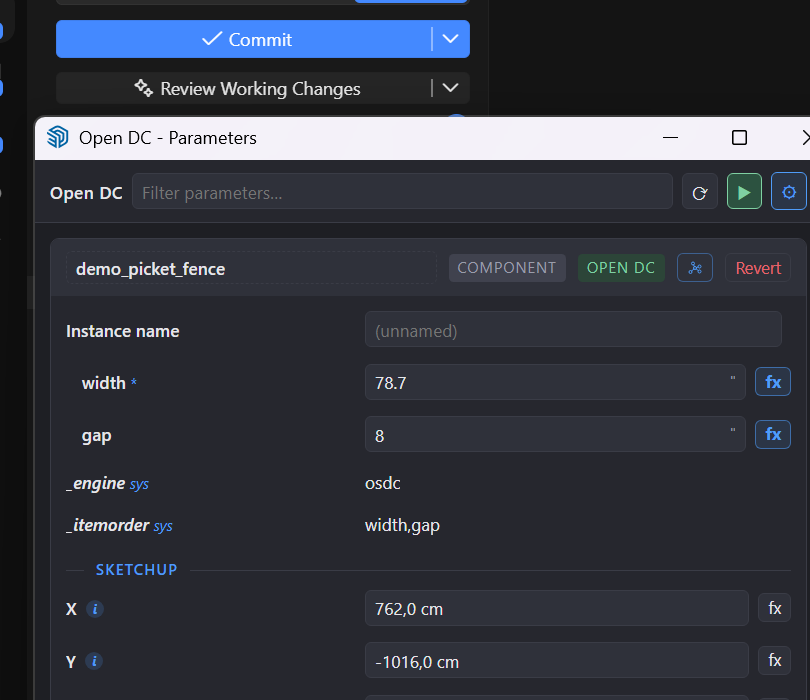 Commit
Review Working Changes
Open DC - Parameters
Open DC Filter parameters...
demo_picket_fence COMPONENT OPEN DC Revert
Instance name (unnamed)
width * 78.7 " fx
gap 8 " fx
_engine sys osdc
_itemorder sys width,gap
SKETCHUP
X i 762,0 cm fx
Y i -1016,0 cm fx